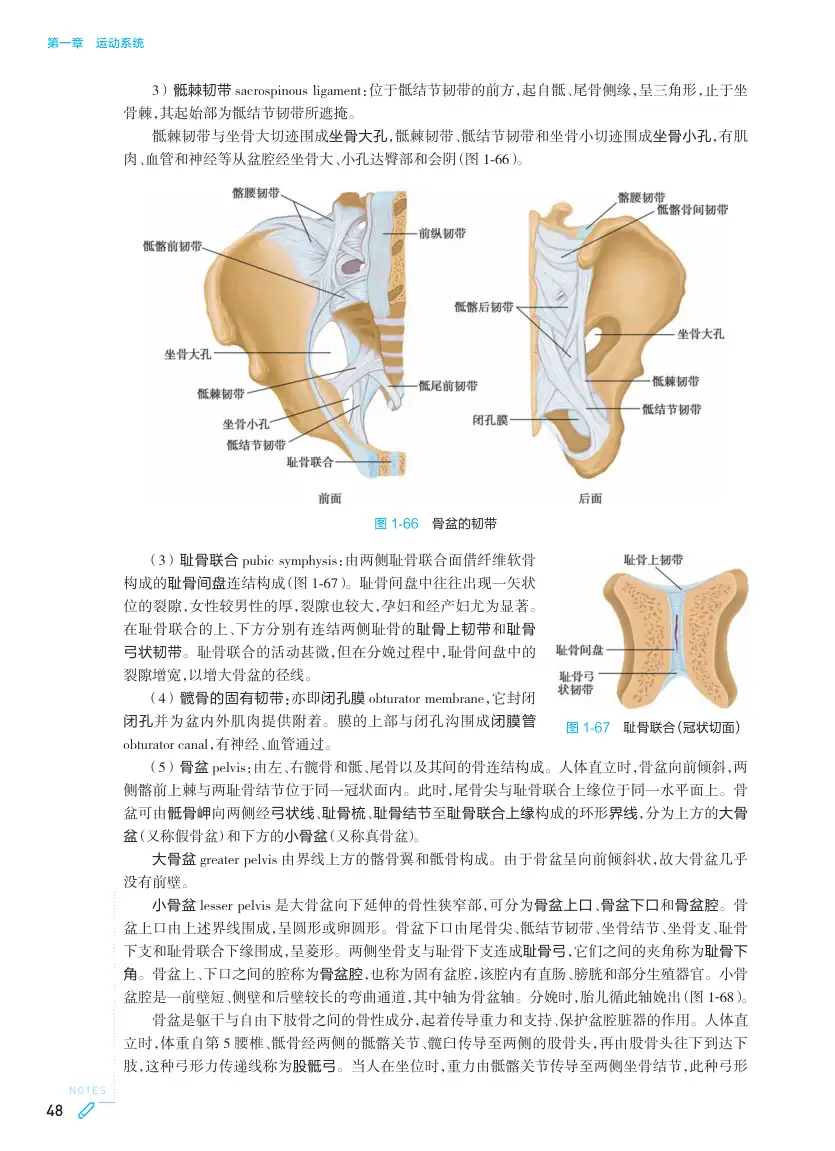 第一章 运动系统
3）骶棘韧带 sacrospinous ligament：位于骶结节韧带的前方，起自骶、尾骨侧缘，呈三角形，止于坐
骨棘，其起始部为骶结节韧带所遮掩。
骶棘韧带与坐骨大切迹围成坐骨大孔，骶棘韧带、骶结节韧带和坐骨小切迹围成坐骨小孔，有肌
肉、血管和神经等从盆腔经坐骨大、小孔达臀部和会阴（图 1-66）。
髂腰韧带
前纵韧带
骶髂前韧带
坐骨大孔
骶棘韧带
骶尾前韧带
坐骨小孔
骶结节韧带
耻骨联合
前面
髂腰韧带
骶髂骨间韧带
骶髂后韧带
坐骨大孔
骶棘韧带
骶结节韧带
闭孔膜
后面
图 1-66 骨盆的韧带
（3）耻骨联合 pubic symphysis：由两侧耻骨联合面借纤维软骨
构成的耻骨间盘连结构成（图 1-67）。耻骨间盘中往往出现一矢状
位的裂隙，女性较男性的厚，裂隙也较大，孕妇和经产妇尤为显著。
在耻骨联合的上、下方分别有连结两侧耻骨的耻骨上韧带和耻骨
弓状韧带。耻骨联合的活动甚微，但在分娩过程中，耻骨间盘中的
裂隙增宽，以增大骨盆的径线。
（4）髋骨的固有韧带：亦即闭孔膜 obturator membrane，它封闭
闭孔并为盆内外肌肉提供附着。膜的上部与闭孔沟围成闭膜管
obturator canal，有神经、血管通过。
耻骨上韧带
耻骨间盘
耻骨弓
状韧带
图 1-67 耻骨联合（冠状切面）
（5）骨盆 pelvis：由左、右髋骨和骶、尾骨以及其间的骨连结构成。人体直立时，骨盆向前倾斜，两
侧髂前上棘与两耻骨结节位于同一冠状面内。此时，尾骨尖与耻骨联合上缘位于同一水平面上。骨
盆可由骶骨岬向两侧经弓状线、耻骨梳、耻骨结节至耻骨联合上缘构成的环形界线，分为上方的大骨
盆（又称假骨盆）和下方的小骨盆（又称真骨盆）。
大骨盆 greater pelvis 由界线上方的髂骨翼和骶骨构成。由于骨盆呈向前倾斜状，故大骨盆几乎
没有前壁。
小骨盆 lesser pelvis 是大骨盆向下延伸的骨性狭窄部，可分为骨盆上口、骨盆下口和骨盆腔。骨
盆上口由上述界线围成，呈圆形或卵圆形。骨盆下口由尾骨尖、骶结节韧带、坐骨结节、坐骨支、耻骨
下支和耻骨联合下缘围成，呈菱形。两侧坐骨支与耻骨下支连成耻骨弓，它们之间的夹角称为耻骨下
角。骨盆上、下口之间的腔称为骨盆腔，也称为固有盆腔，该腔内有直肠、膀胱和部分生殖器官。小骨
盆腔是一前壁短、侧壁和后壁较长的弯曲通道，其中轴为骨盆轴。分娩时，胎儿循此轴娩出（图 1-68）。
骨盆是躯干与自由下肢骨之间的骨性成分，起着传导重力和支持、保护盆腔脏器的作用。人体直
立时，体重自第 5 腰椎、骶骨经两侧的骶髂关节、髋臼传导至两侧的股骨头，再由股骨头往下到达下
肢，这种弓形力传递线称为股骶弓。当人在坐位时，重力由骶髂关节传导至两侧坐骨结节，此种弓形
NOTES
48